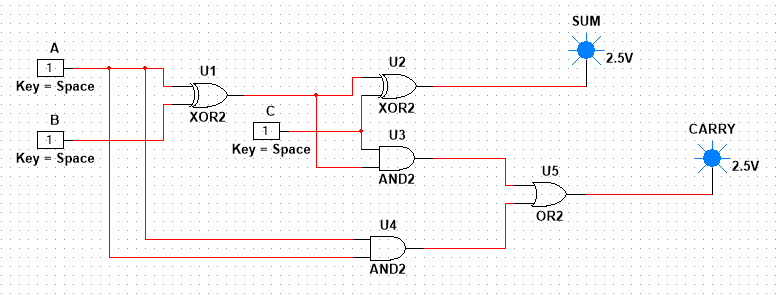 SUM
2.5V
A
1
Key = Space
U1
XOR2
U2
XOR2
B
1
Key = Space
C
1
Key = Space
U3
AND2
CARRY
2.5V
U5
OR2
U4
AND2